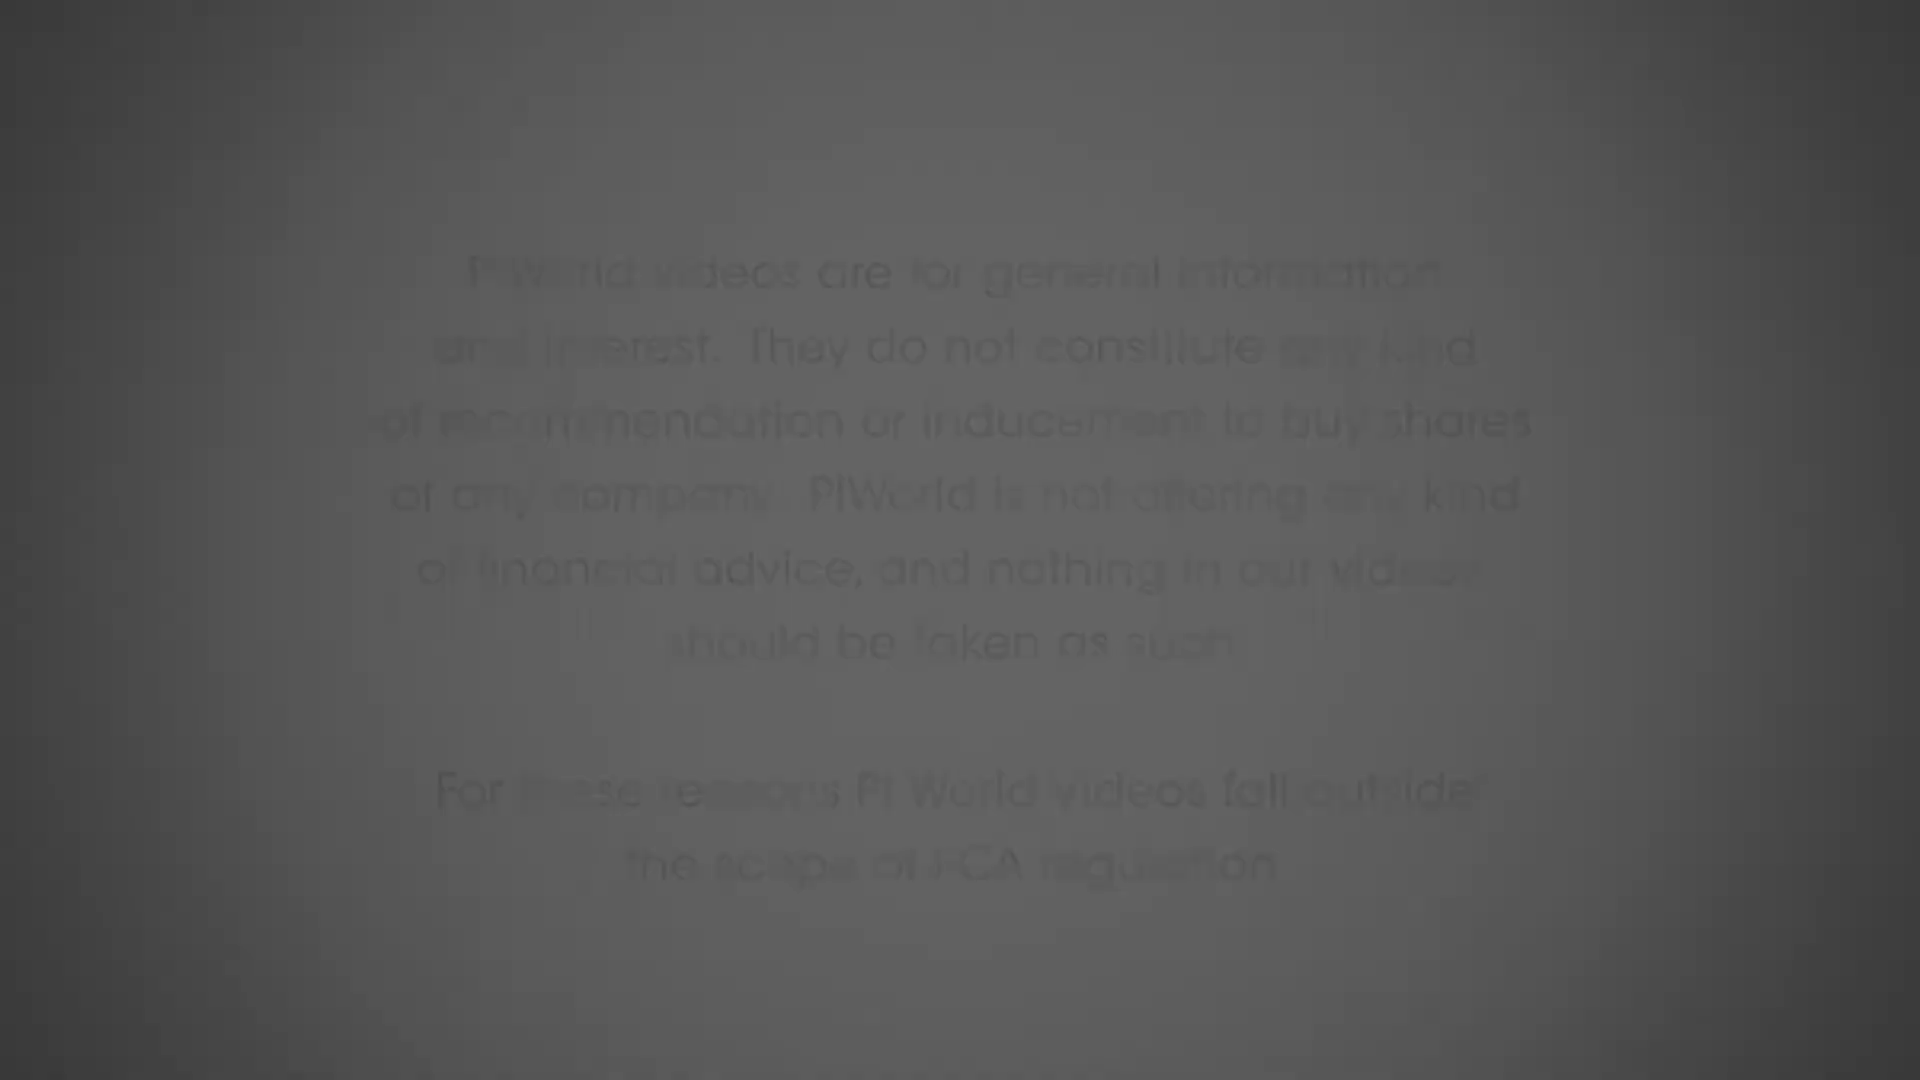 PIWorld videos are for general information
and interest. They do not constitute any kind
of recommendation or inducement to buy shares
of any company. PIWorld is not offering any kind
of financial advice, and nothing in our videos
should be taken as such
For these reasons PI World videos fall outside
the scope of FCA regulation